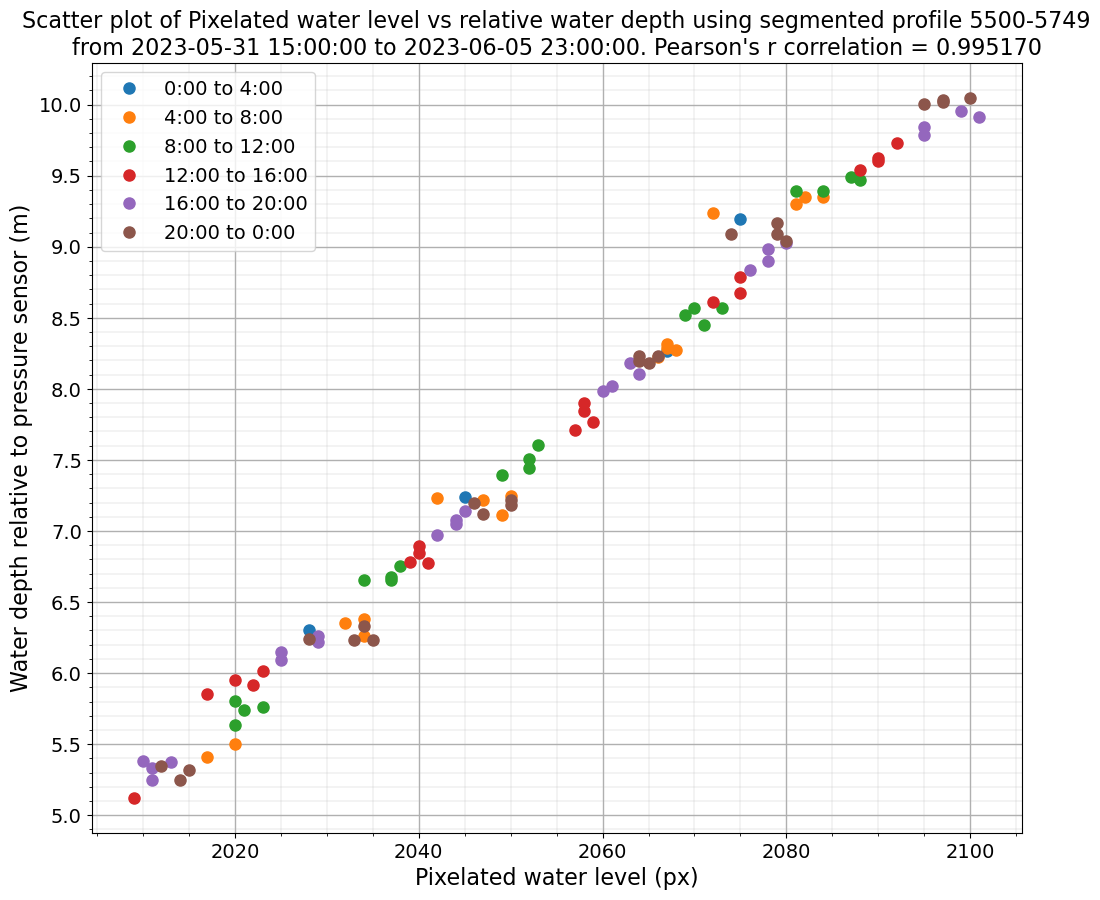 Scatter plot of Pixelated water level vs relative water depth using segmented profile 5500-5749
from 2023-05-31 15:00:00 to 2023-06-05 23:00:00. Pearson's r correlation = 0.995170
0:00 to 4:00
4:00 to 8:00
8:00 to 12:00
12:00 to 16:00
16:00 to 20:00
20:00 to 0:00
Water depth relative to pressure sensor (m)
10.0
9.5
9.0
8.5
8.0
7.5
7.0
6.5
6.0
5.5
5.0
2020 2040 2060 2080 2100
Pixelated water level (px)